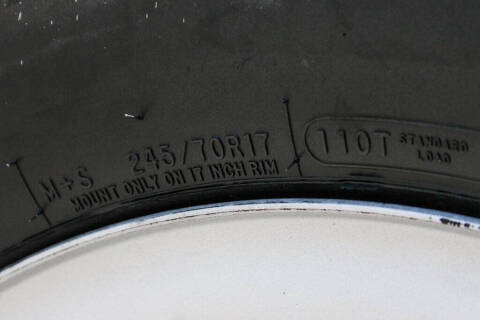 M+S 245/70R17
MOUNT ONLY ON 17 INCH RIM
110T STANDARD
LOAD